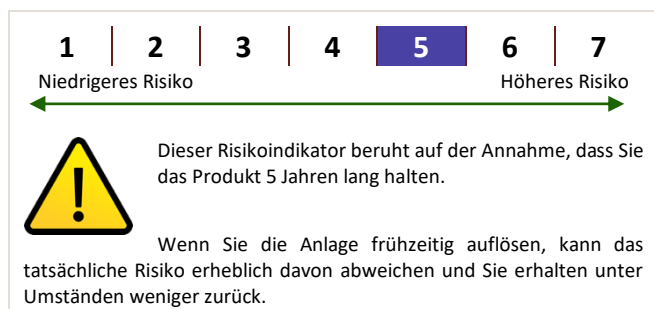 1 2 3 4 5 6 7
Niedrigeres Risiko Höheres Risiko
Dieser Risikoindikator beruht auf der Annahme, dass Sie
das Produkt 5 Jahren lang halten.
Wenn Sie die Anlage frühzeitig auflösen, kann das
tatsächliche Risiko erheblich davon abweichen und Sie erhalten unter
Umständen weniger zurück.